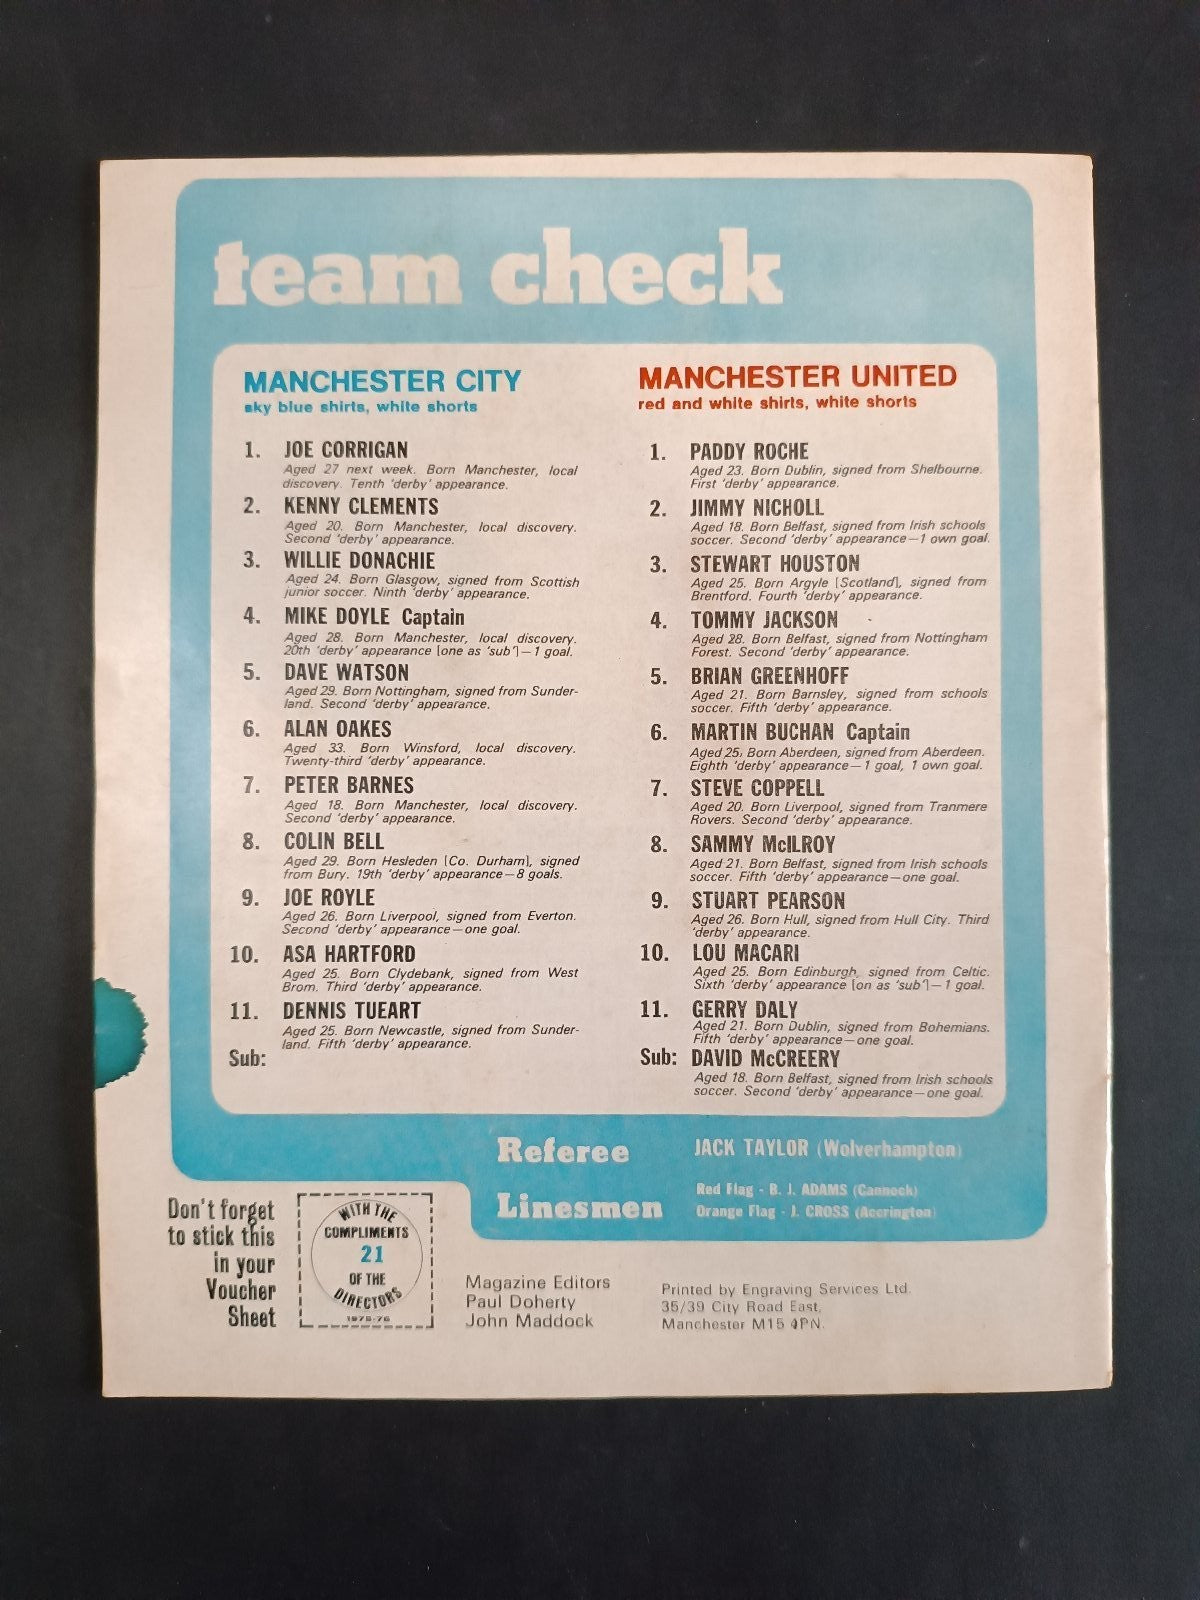 team check
MANCHESTER CITY
sky blue shirts, white shorts
1. JOE CORRIGAN
Aged 27 next week. Born Manchester, local
discovery. Tenth 'derby' appearance.
2. KENNY CLEMENTS
Aged 20. Born Manchester, local discovery.
Second 'derby' appearance.
3. WILLIE DONACHIE
Aged 24. Born Glasgow, signed from Scottish
junior soccer. Ninth 'derby' appearance.
4. MIKE DOYLE Captain
Aged 28. Born Manchester, local discovery.
20th 'derby' appearance [one as 'sub']—1 goal.
5. DAVE WATSON
Aged 29. Born Nottingham, signed from Sunder-
land. Second 'derby' appearance.
6. ALAN OAKES
Aged 33. Born Winsford, local discovery.
Twenty-third 'derby' appearance.
7. PETER BARNES
Aged 18. Born Manchester, local discovery.
Second 'derby' appearance.
8. COLIN BELL
Aged 29. Born Hesleden [Co. Durham], signed
from Bury. 19th 'derby' appearance—8 goals.
9. JOE ROYLE
Aged 26. Born Liverpool, signed from Everton.
Second 'derby' appearance—one goal.
10. ASA HARTFORD
Aged 25. Born Clydebank, signed from West
Brom. Third 'derby' appearance.
11. DENNIS TUEART
Aged 25. Born Newcastle, signed from Sunder-
land. Fifth 'derby' appearance.
Sub:
MANCHESTER UNITED
red and white shirts, white shorts
1. PADDY ROCHE
Aged 23. Born Dublin, signed from Shelbourne.
First 'derby' appearance.
2. JIMMY NICHOLL
Aged 18. Born Belfast, signed from Irish schools
soccer. Second 'derby' appearance—1 own goal.
3. STEWART HOUSTON
Aged 25. Born Argyle [Scotland], signed from
Brentford. Fourth 'derby' appearance.
4. TOMMY JACKSON
Aged 28. Born Belfast, signed from Nottingham
Forest. Second 'derby' appearance.
5. BRIAN GREENHOFF
Aged 21. Born Barnsley, signed from schools
soccer. Fifth 'derby' appearance.
6. MARTIN BUCHAN Captain
Aged 25. Born Aberdeen, signed from Aberdeen.
Eighth 'derby' appearance—1 goal, 1 own goal.
7. STEVE COPPELL
Aged 20. Born Liverpool, signed from Tranmere
Rovers. Second 'derby' appearance.
8. SAMMY McILROY
Aged 21. Born Belfast, signed from Irish schools
soccer. Fifth 'derby' appearance—one goal.
9. STUART PEARSON
Aged 26. Born Hull, signed from Hull City. Third
'derby' appearance.
10. LOU MACARI
Aged 25. Born Edinburgh, signed from Celtic.
Sixth 'derby' appearance [on as 'sub']—1 goal.
11. GERRY DALY
Aged 21. Born Dublin, signed from Bohemians.
Fifth 'derby' appearance—one goal.
Sub: DAVID McCREERY
Aged 18. Born Belfast, signed from Irish schools
soccer. Second 'derby' appearance—one goal.
Referee JACK TAYLOR (Wolverhampton)
Linesmen
Red Flag - B. J. ADAMS (Cannock)
Orange Flag - J. CROSS (Accrington)
Don't forget
to stick this
in your
Voucher
Sheet
WITH THE
COMPLIMENTS
21
OF THE
DIRECTORS
1975-76
Magazine Editors
Paul Doherty
John Maddock
Printed by Engraving Services Ltd.
35/39 City Road East,
Manchester M15 4PN.